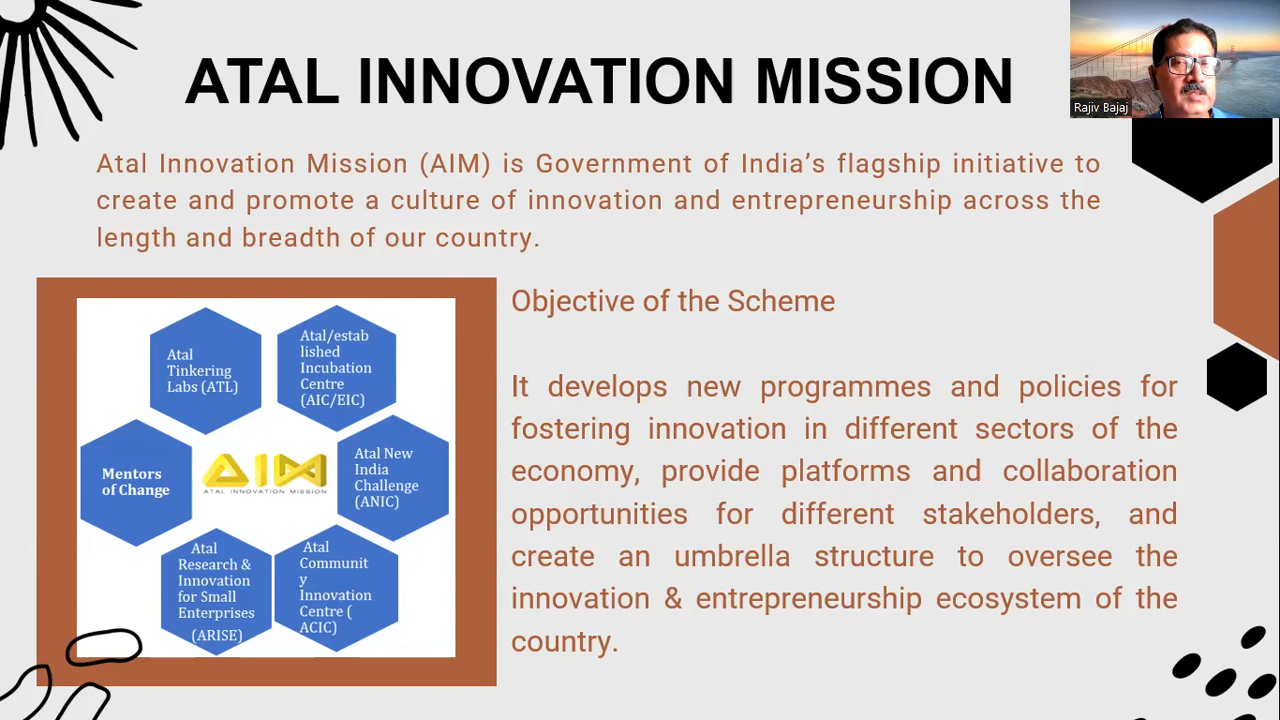 ATAL INNOVATION MISSION
Rajiv Bajaj
Atal Innovation Mission (AIM) is Government of India’s flagship initiative to
create and promote a culture of innovation and entrepreneurship across the
length and breadth of our country.
Atal
Tinkering
Labs (ATL)
Atal/estab
lished
Incubation
Centre
(AIC/EIC)
Mentors
of Change
AIM
ATAL INNOVATION MISSION
Atal New
India
Challenge
(ANIC)
Atal
Research &
Innovation
for Small
Enterprises
(ARISE)
Atal
Communit
y
Innovation
Centre (
ACIC)
Objective of the Scheme
It develops new programmes and policies for
fostering innovation in different sectors of the
economy, provide platforms and collaboration
opportunities for different stakeholders, and
create an umbrella structure to oversee the
innovation & entrepreneurship ecosystem of the
country.